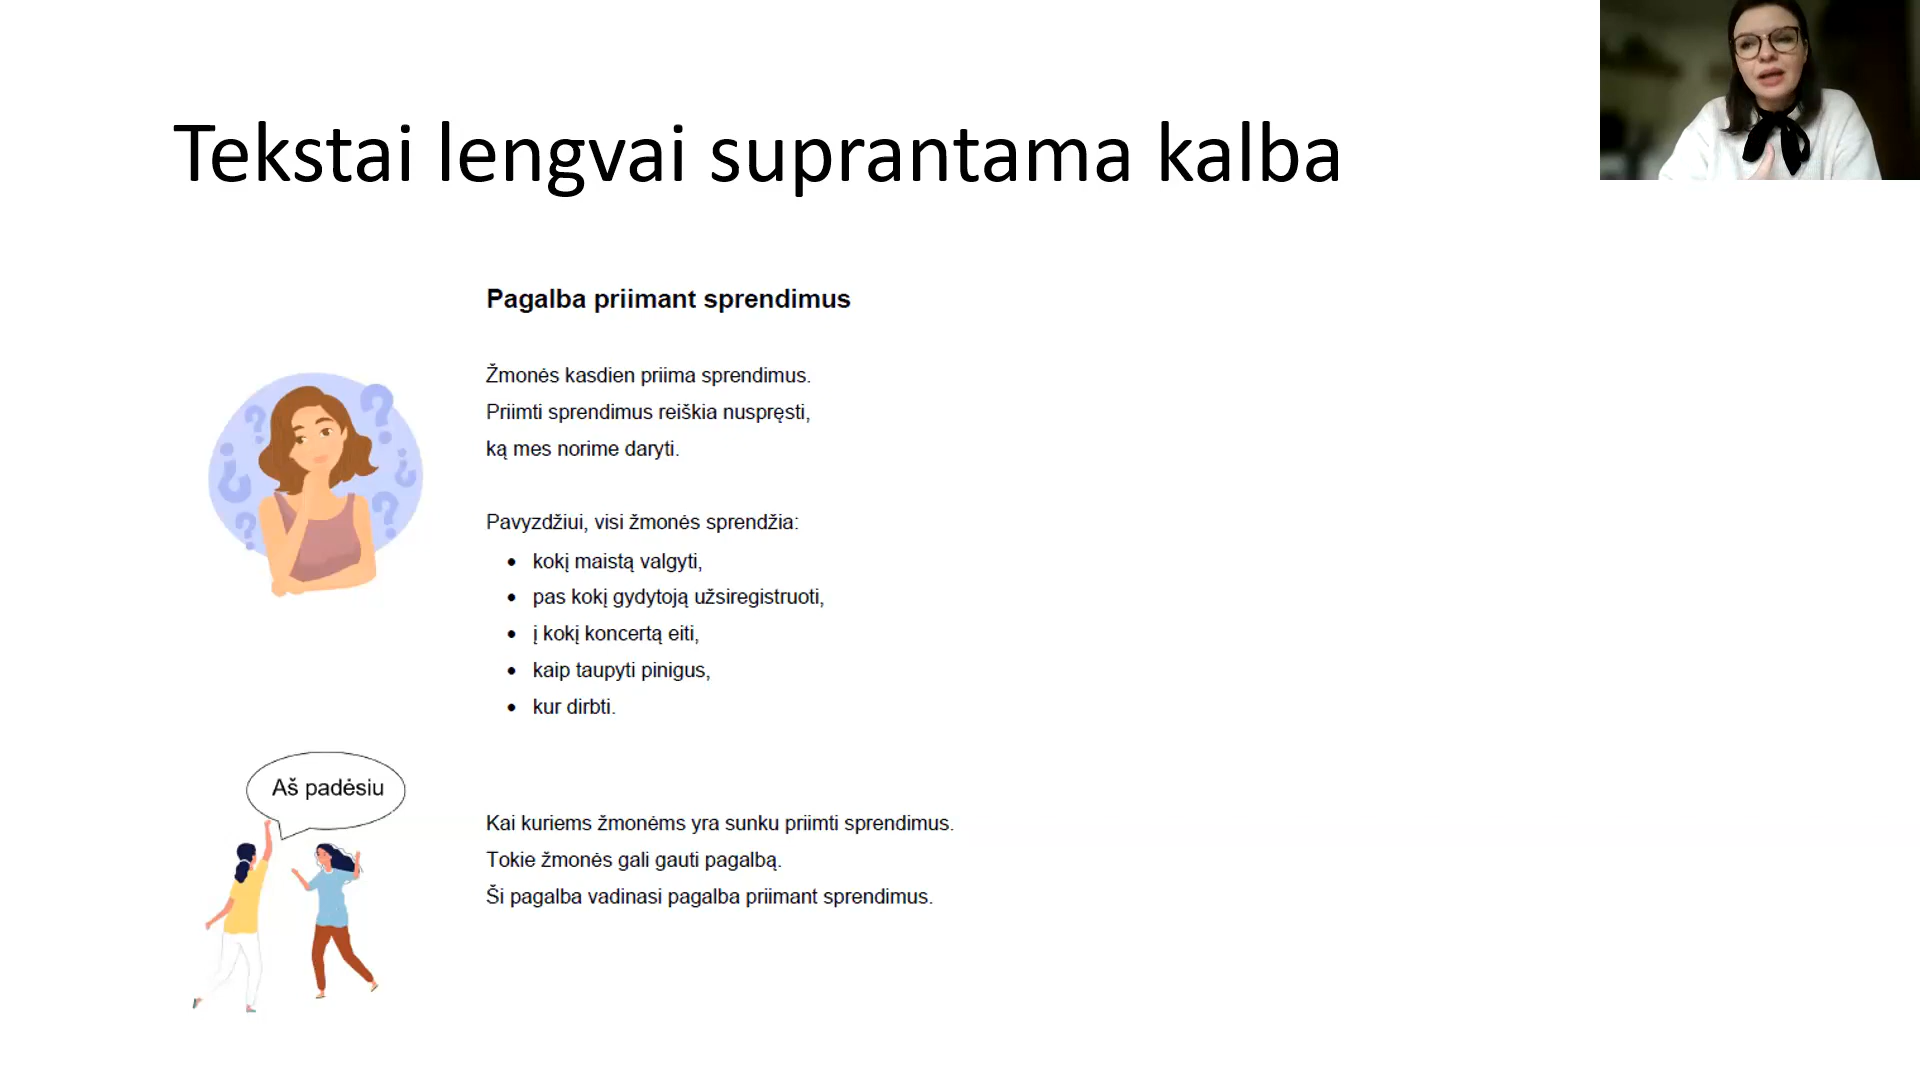 Tekstai lengvai suprantama kalba
Pagalba priimant sprendimus
Žmonės kasdien priima sprendimus.
Priimti sprendimus reiškia nuspręsti,
ką mes norime daryti.
Pavyzdžiui, visi žmonės sprendžia:
• kokį maistą valgyti,
• pas kokį gydytoją užsiregistruoti,
• į kokį koncertą eiti,
• kaip taupyti pinigus,
• kur dirbti.
Aš padėsiu
Kai kuriems žmonėms yra sunku priimti sprendimus.
Tokie žmonės gali gauti pagalbą.
Ši pagalba vadinasi pagalba priimant sprendimus.